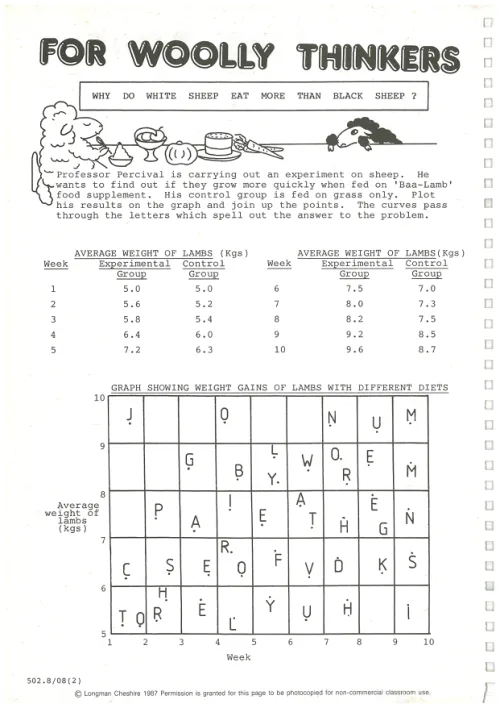 FOR WOOLLY THINKERS
WHY DO WHITE SHEEP EAT MORE THAN BLACK SHEEP ?
Professor Percival is carrying out an experiment on sheep. He
wants to find out if they grow more quickly when fed on 'Baa-Lamb'
food supplement. His control group is fed on grass only. Plot
his results on the graph and join up the points. The curves pass
through the letters which spell out the answer to the problem.
AVERAGE WEIGHT OF LAMBS (Kgs) AVERAGE WEIGHT OF LAMBS(Kgs)
Week Experimental Control Week Experimental Control
Group Group Group Group
1 5.0 5.0 6 7.5 7.0
2 5.6 5.2 7 8.0 7.3
3 5.8 5.4 8 8.2 7.5
4 6.4 6.0 9 9.2 8.5
5 7.2 6.3 10 9.6 8.7
GRAPH SHOWING WEIGHT GAINS OF LAMBS WITH DIFFERENT DIETS
10
J O N U M
9
G B L Y. W O. R E M
8
Average
weight of
lambs
(kgs)
P A ! E A T H E G N
7
C S E R. O F V D K S
6
T O H R E L Y U H I
5
1 2 3 4 5 6 7 8 9 10
Week
502.8/08(2)
© Longman Cheshire 1987 Permission is granted for this page to be photocopied for non-commercial classroom use.